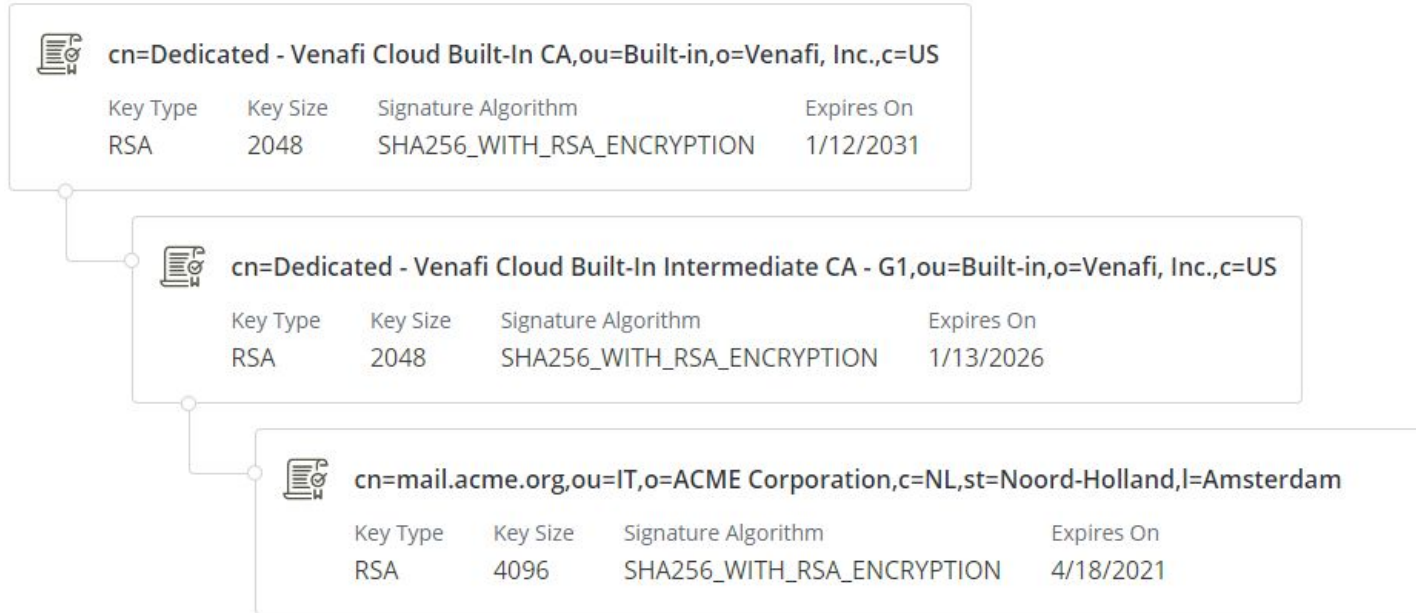 cn=Dedicated - Venafi Cloud Built-In CA,ou=Built-in,o=Venafi, Inc.,c=US
Key Type Key Size Signature Algorithm Expires On
RSA 2048 SHA256_WITH_RSA_ENCRYPTION 1/12/2031
cn=Dedicated - Venafi Cloud Built-In Intermediate CA - G1,ou=Built-in,o=Venafi, Inc.,c=US
Key Type Key Size Signature Algorithm Expires On
RSA 2048 SHA256_WITH_RSA_ENCRYPTION 1/13/2026
cn=mail.acme.org,ou=IT,o=ACME Corporation,c=NL,st=Noord-Holland,l=Amsterdam
Key Type Key Size Signature Algorithm Expires On
RSA 4096 SHA256_WITH_RSA_ENCRYPTION 4/18/2021